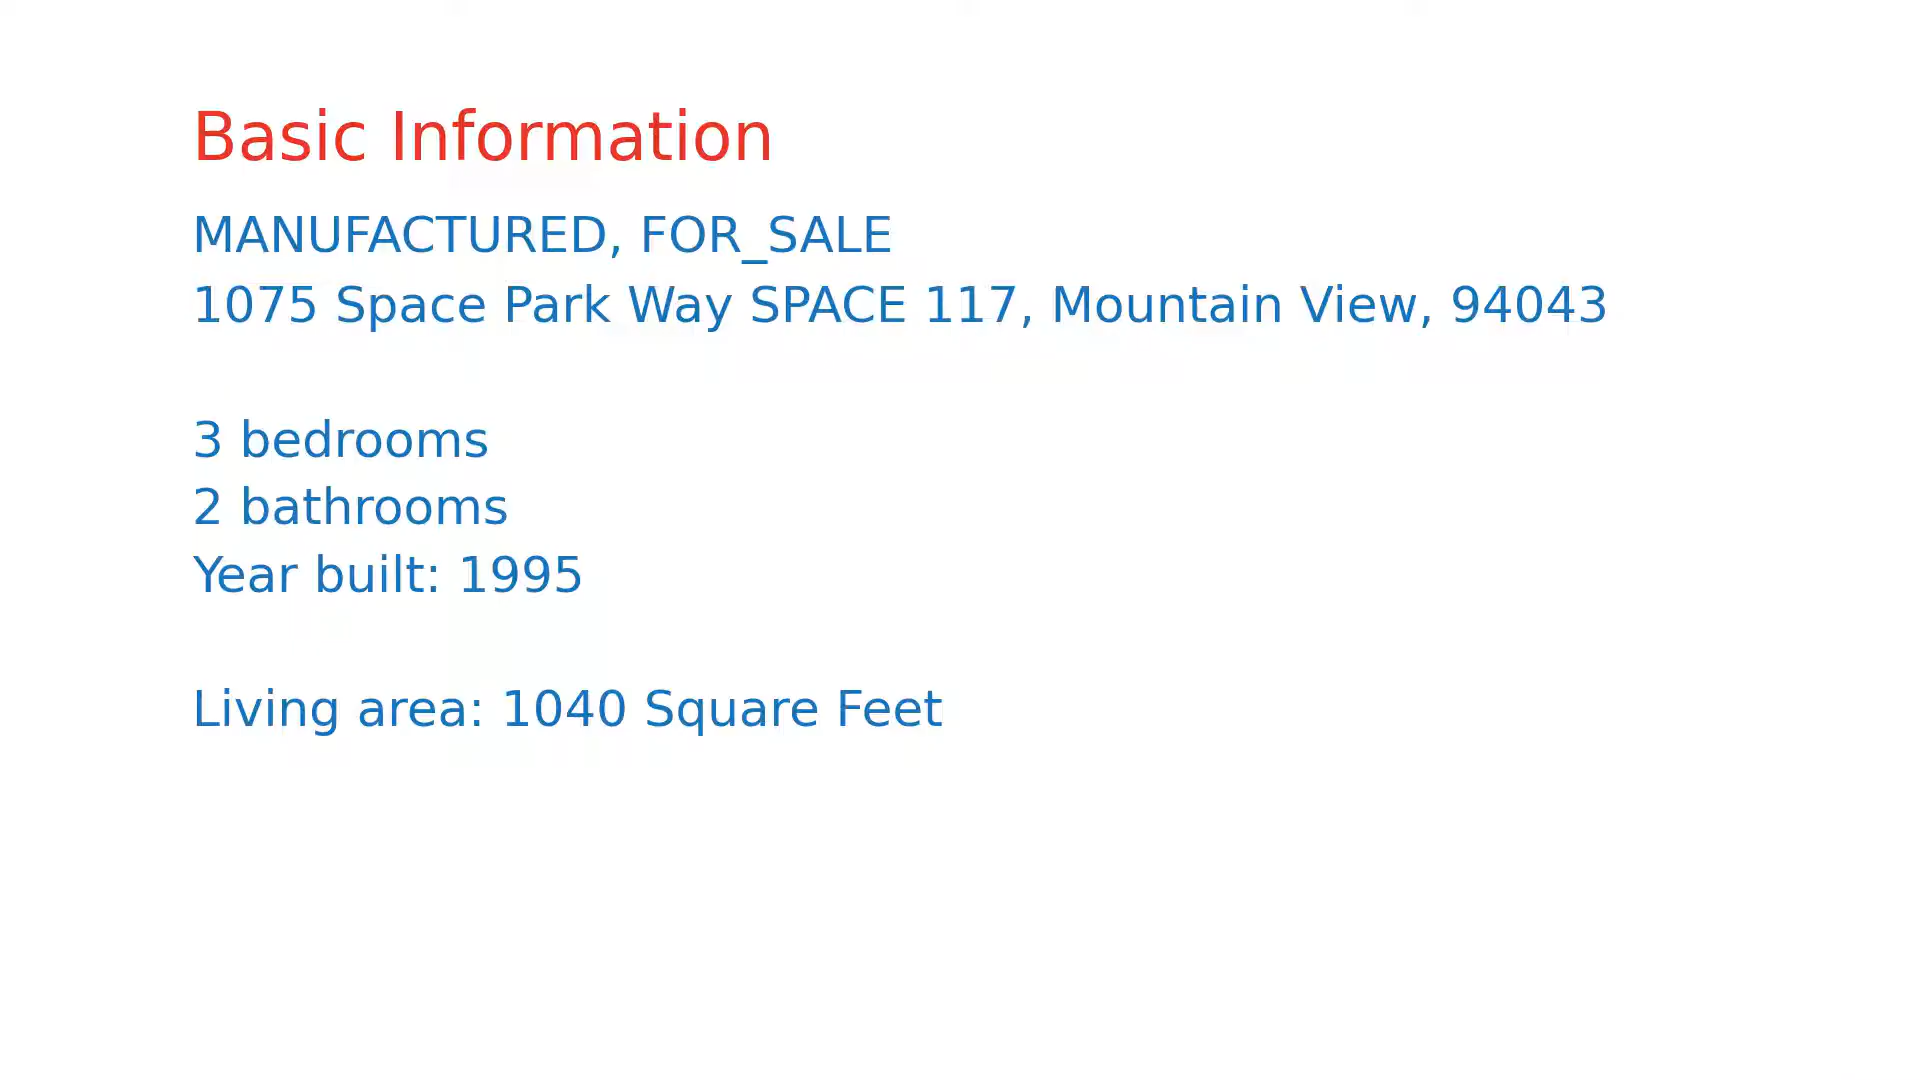 Basic Information
MANUFACTURED, FOR_SALE
1075 Space Park Way SPACE 117, Mountain View, 94043
3 bedrooms
2 bathrooms
Year built: 1995
Living area: 1040 Square Feet